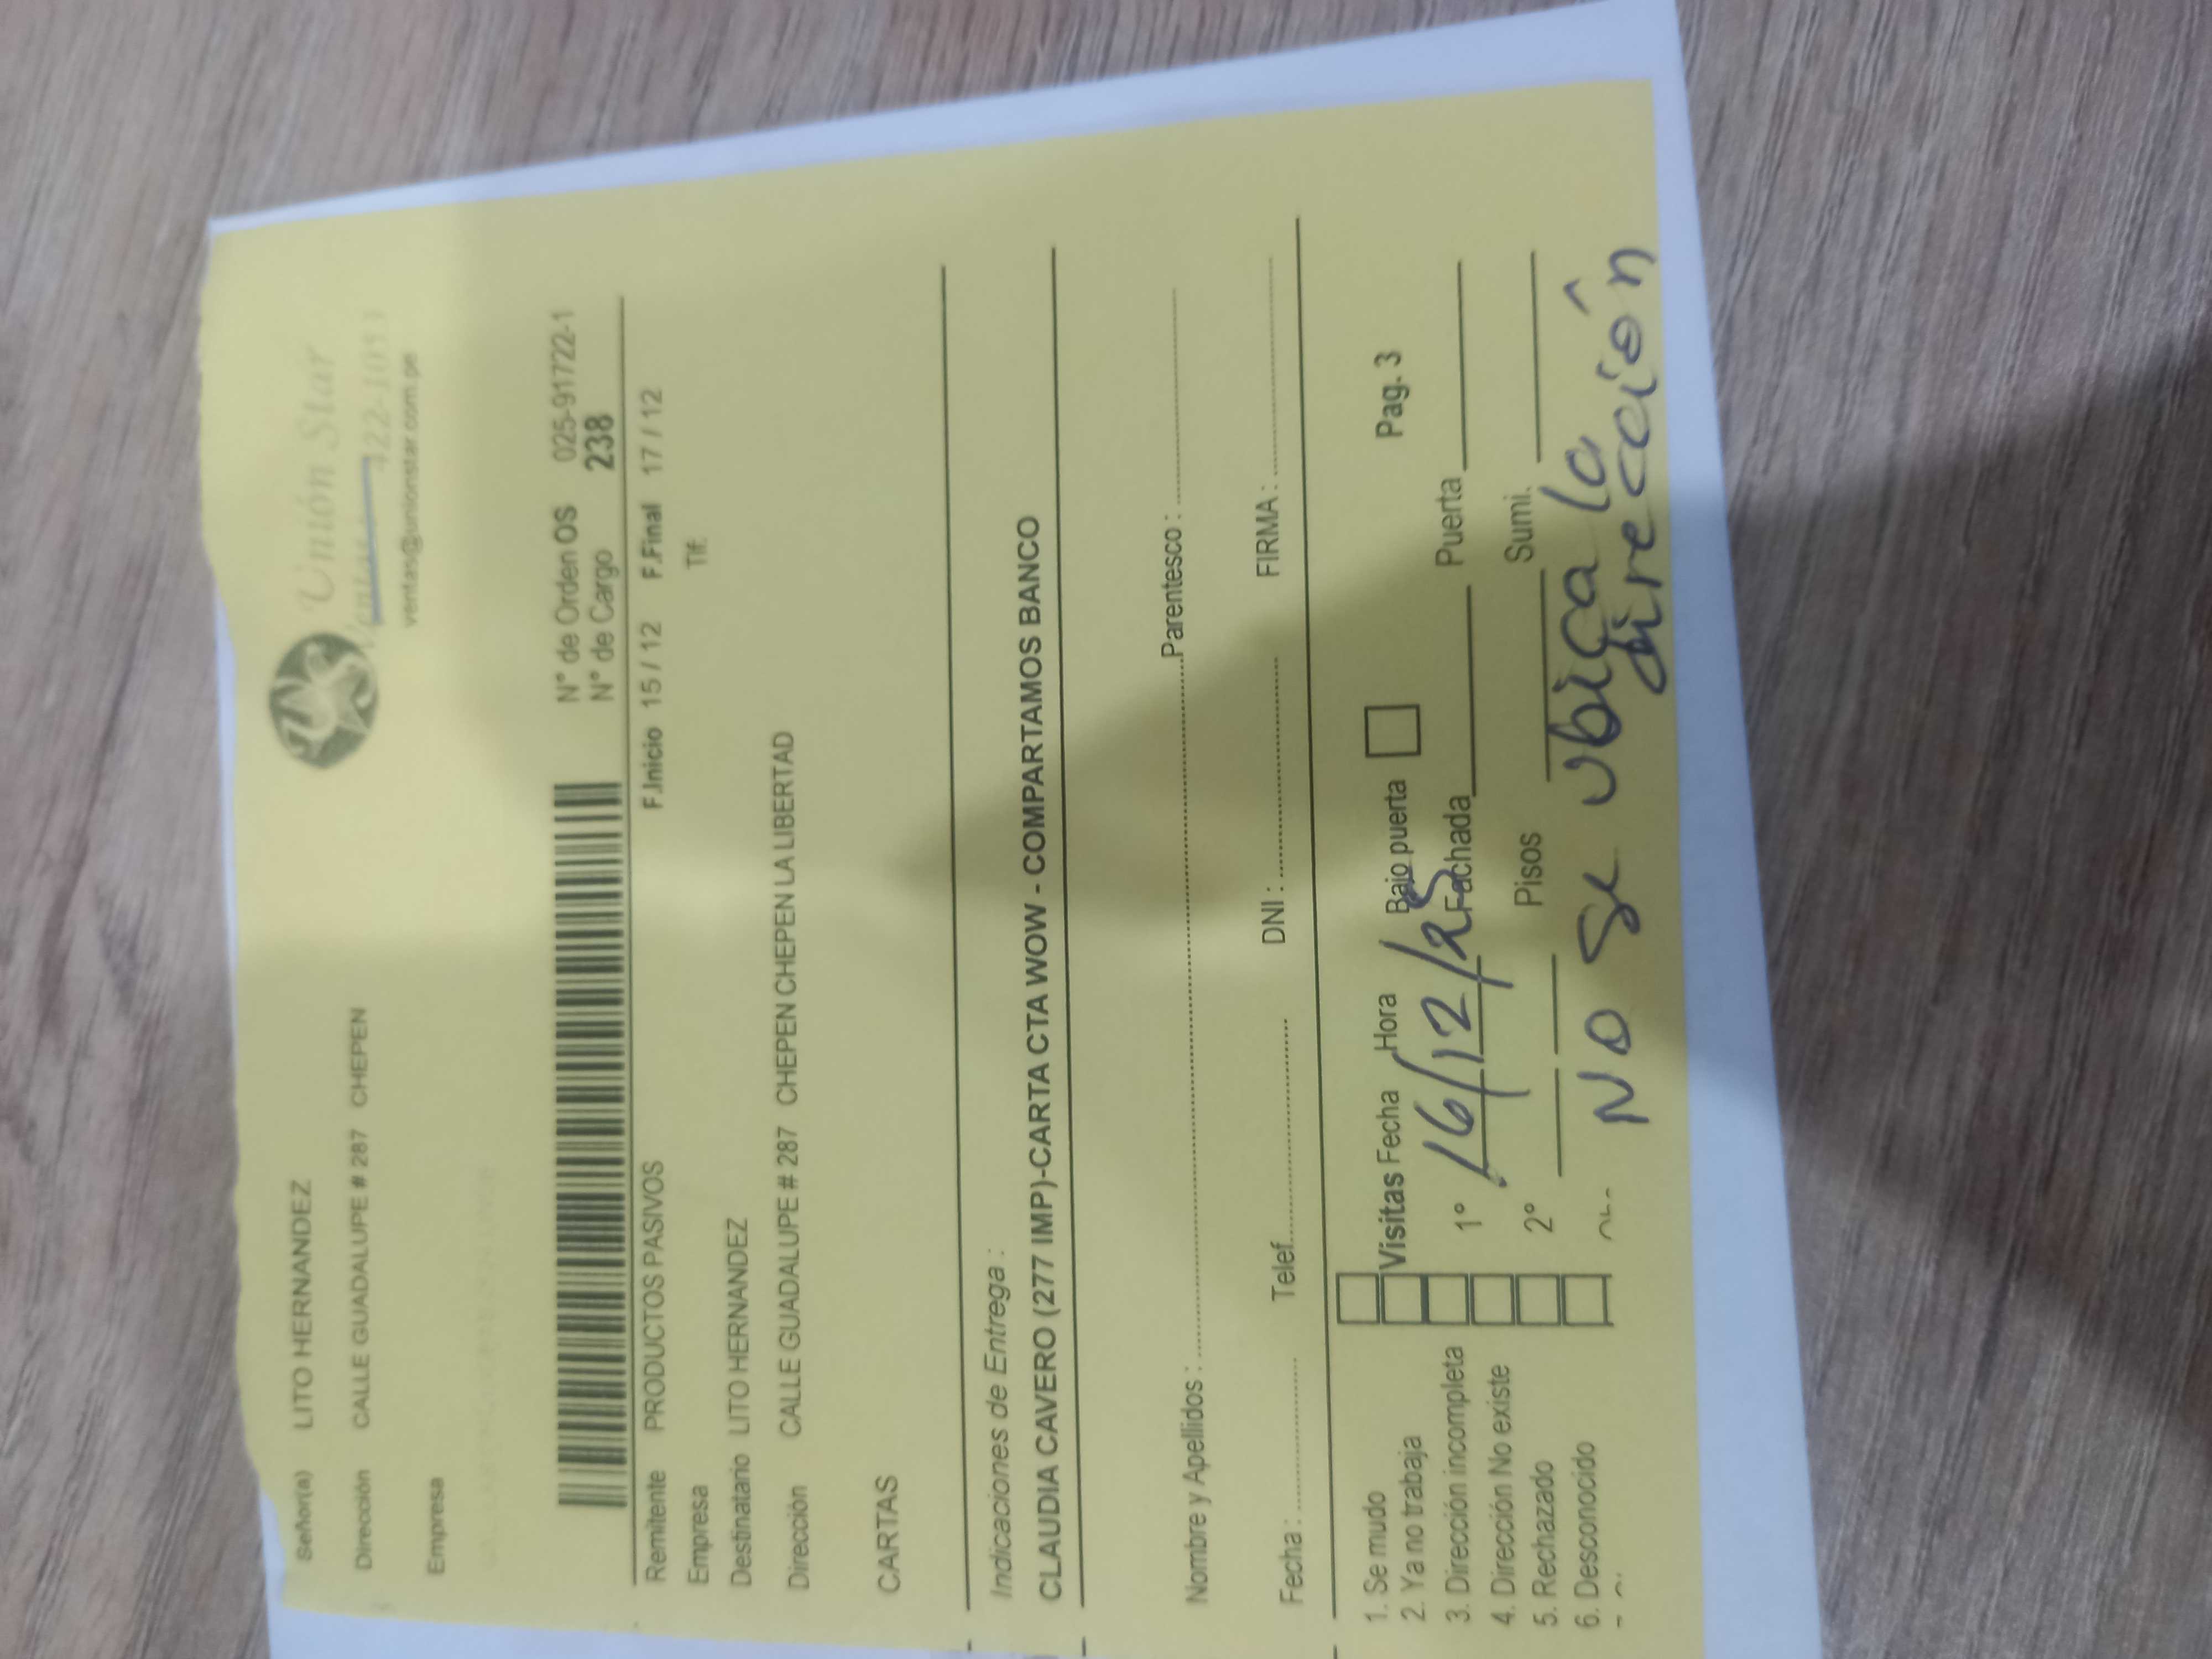 Señor(a) LITO HERNANDEZ
Dirección CALLE GUADALUPE # 287 CHEPEN
Empresa
Unión Star
ventas@unionstar.com.pe
N° de Orden OS 025-91722-1
N° de Cargo 238
Remitente PRODUCTOS PASIVOS F.Inicio 15 / 12 F.Final 17 / 12
Empresa Tlf.
Destinatario LITO HERNANDEZ
Dirección CALLE GUADALUPE # 287 CHEPEN CHEPEN LA LIBERTAD
CARTAS
Indicaciones de Entrega :
CLAUDIA CAVERO (277 IMP)-CARTA CTA WOW - COMPARTAMOS BANCO
Nombre y Apellidos : Parentesco :
Fecha : Telef. DNI : FIRMA :
1. Se mudo
2. Ya no trabaja
3. Dirección incompleta
4. Dirección No existe
5. Rechazado
6. Desconocido
Visitas Fecha Hora Bajo puerta Pag. 3
1° 16/12/25 Fachada Puerta
2° Pisos Sumi.
No se ubica la
dirección